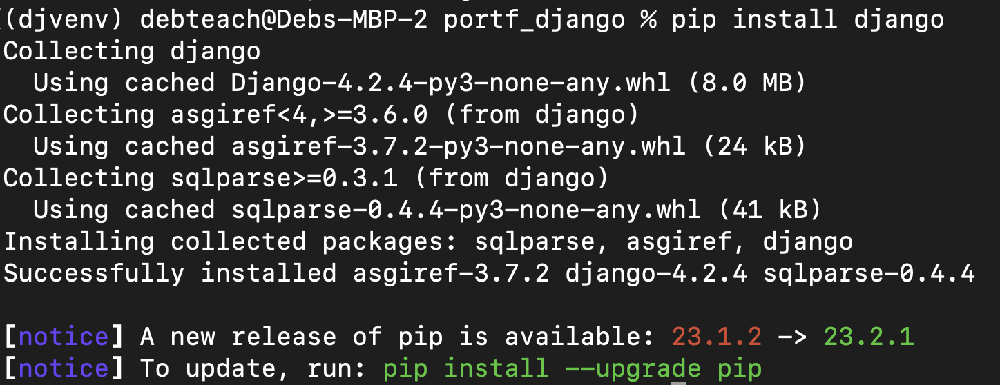 (djvenv) debteach@Debs-MBP-2 portf_django % pip install django
Collecting django
  Using cached Django-4.2.4-py3-none-any.whl (8.0 MB)
Collecting asgiref<4,>=3.6.0 (from django)
  Using cached asgiref-3.7.2-py3-none-any.whl (24 kB)
Collecting sqlparse>=0.3.1 (from django)
  Using cached sqlparse-0.4.4-py3-none-any.whl (41 kB)
Installing collected packages: sqlparse, asgiref, django
Successfully installed asgiref-3.7.2 django-4.2.4 sqlparse-0.4.4

[notice] A new release of pip is available: 23.1.2 -> 23.2.1
[notice] To update, run: pip install --upgrade pip